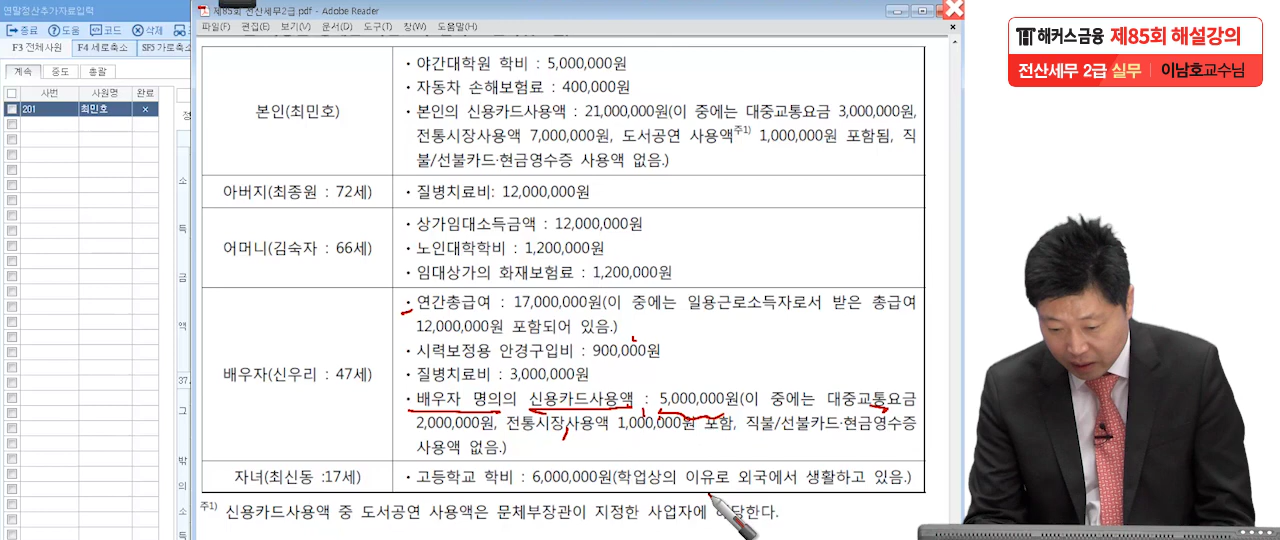 연말정산추가자료입력
종료 도움 코드 삭제
F3 전체사원 F4 세로축소 SF5 가로축소
계속 중도 총괄
사번 사원명 완료
201 최민호 ×
소
득
금
액
37.
그
밖
의
소
득
제85회 전산세무2급.pdf - Adobe Reader
파일(F) 편집(E) 보기(V) 문서(D) 도구(T) 창(W) 도움말(H)
본인(최민호)
• 야간대학원 학비 : 5,000,000원
• 자동차 손해보험료 : 400,000원
• 본인의 신용카드사용액 : 21,000,000원(이 중에는 대중교통요금 3,000,000원,
전통시장사용액 7,000,000원, 도서공연 사용액주1) 1,000,000원 포함됨, 직
불/선불카드·현금영수증 사용액 없음.)
아버지(최종원 : 72세)
• 질병치료비: 12,000,000원
어머니(김숙자 : 66세)
• 상가임대소득금액 : 12,000,000원
• 노인대학학비 : 1,200,000원
• 임대상가의 화재보험료 : 1,200,000원
배우자(신우리 : 47세)
• 연간총급여 : 17,000,000원(이 중에는 일용근로소득자로서 받은 총급여
12,000,000원 포함되어 있음.)
• 시력보정용 안경구입비 : 900,000원
• 질병치료비 : 3,000,000원
• 배우자 명의의 신용카드사용액 : 5,000,000원(이 중에는 대중교통요금
2,000,000원, 전통시장사용액 1,000,000원 포함, 직불/선불카드·현금영수증
사용액 없음.)
자녀(최신동 :17세)
• 고등학교 학비 : 6,000,000원(학업상의 이유로 외국에서 생활하고 있음.)
주1) 신용카드사용액 중 도서공연 사용액은 문체부장관이 지정한 사업자에 당한다.
해커스금융 제85회 해설강의
전산세무 2급 실무 | 이남호교수님